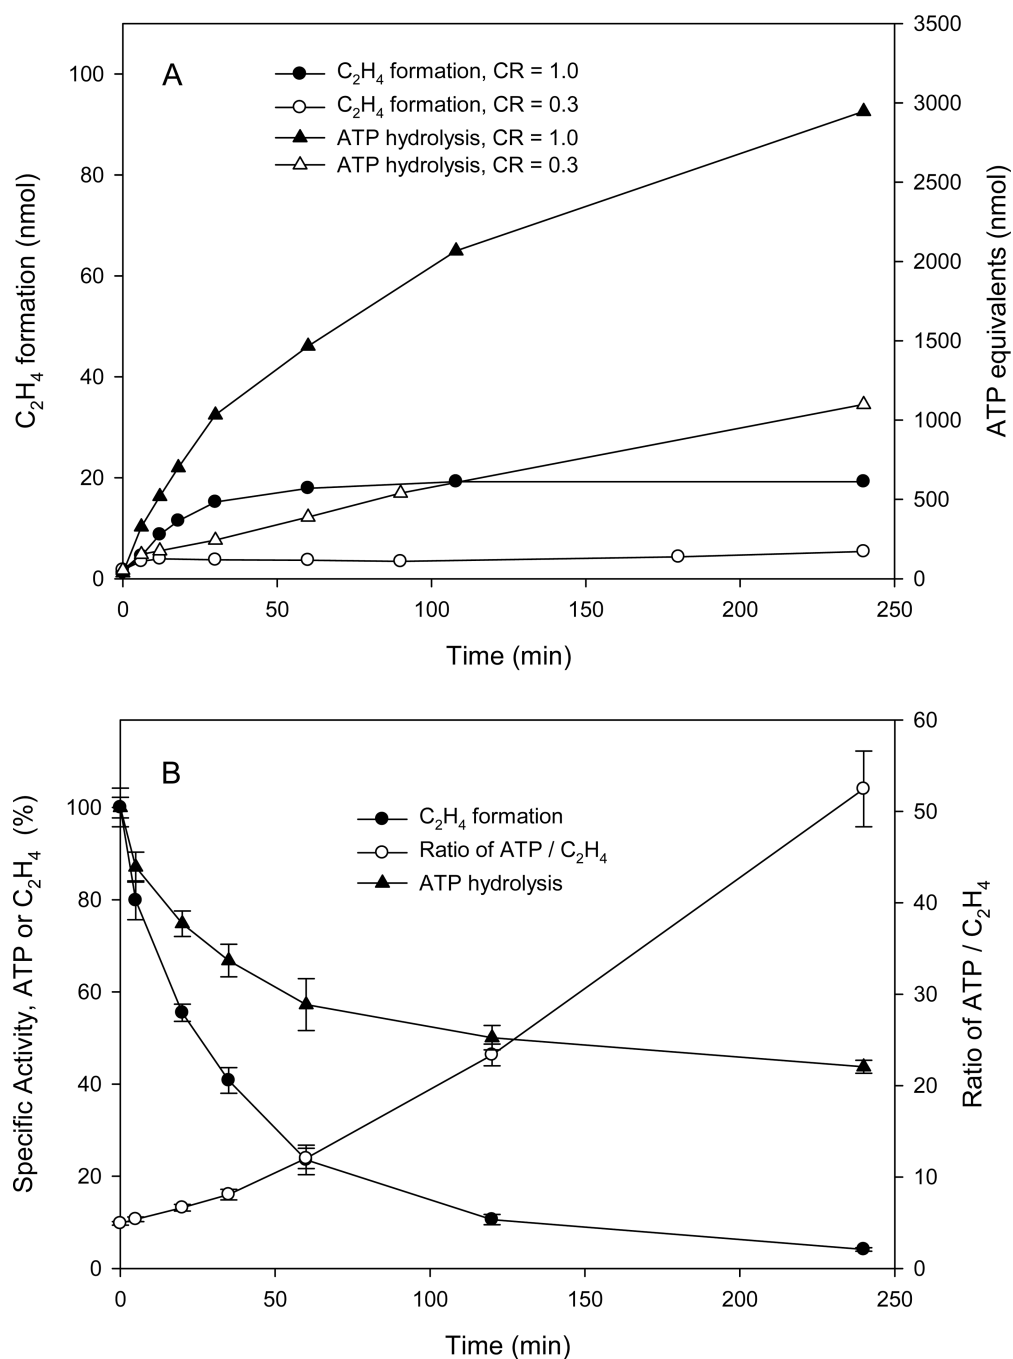 A
C₂H₄ formation, CR = 1.0
C₂H₄ formation, CR = 0.3
ATP hydrolysis, CR = 1.0
ATP hydrolysis, CR = 0.3
C₂H₄ formation (nmol)
100
80
60
40
20
0
3500
3000
2500
2000
1500
1000
500
0
ATP equivalents (nmol)
0 50 100 150 200 250
Time (min)
B
C₂H₄ formation
Ratio of ATP / C₂H₄
ATP hydrolysis
Specific Activity, ATP or C₂H₄ (%)
100
80
60
40
20
0
60
50
40
30
20
10
0
Ratio of ATP / C₂H₄
0 50 100 150 200 250
Time (min)